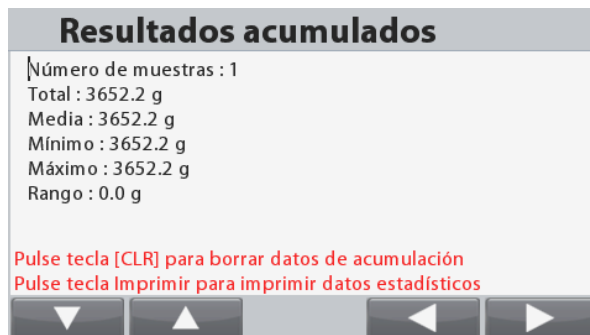 Resultados acumulados
Número de muestras : 1
Total : 3652.2 g
Media : 3652.2 g
Mínimo : 3652.2 g
Máximo : 3652.2 g
Rango : 0.0 g
Pulse tecla [CLR] para borrar datos de acumulación
Pulse tecla Imprimir para imprimir datos estadísticos